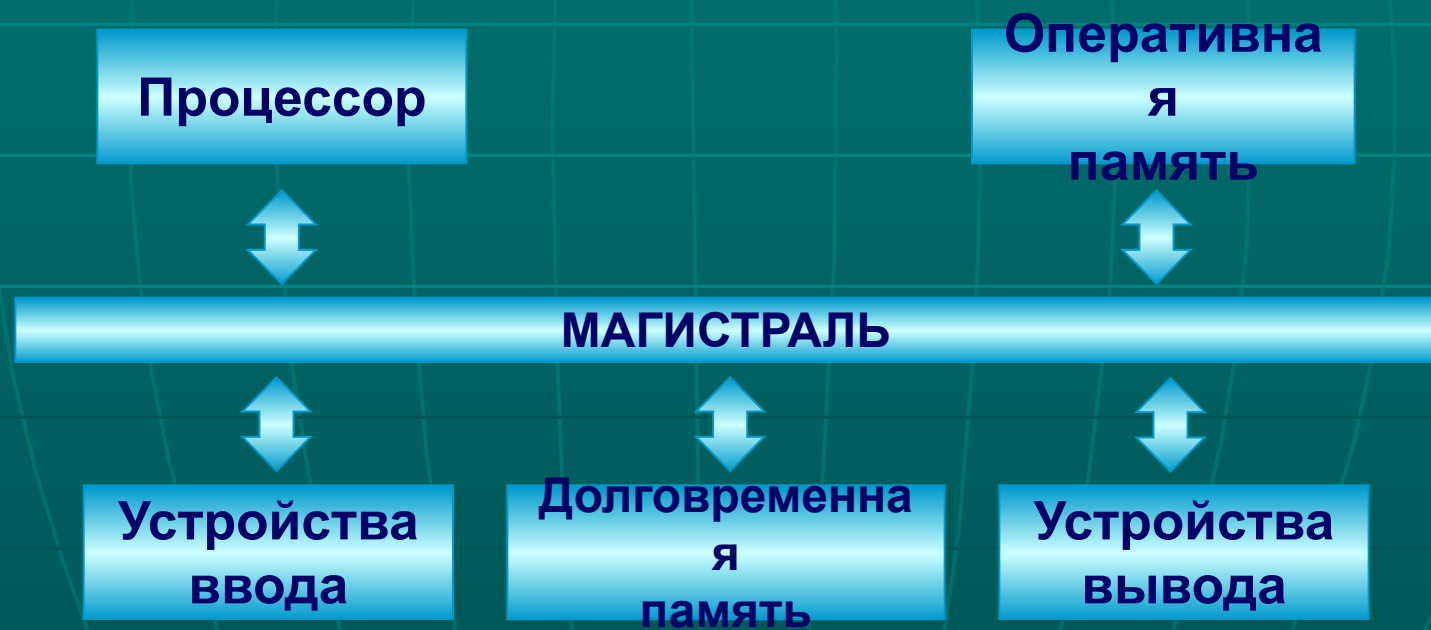 Процессор
Оперативна
я
память
МАГИСТРАЛЬ
Устройства
ввода
Долговременна
я
память
Устройства
вывода